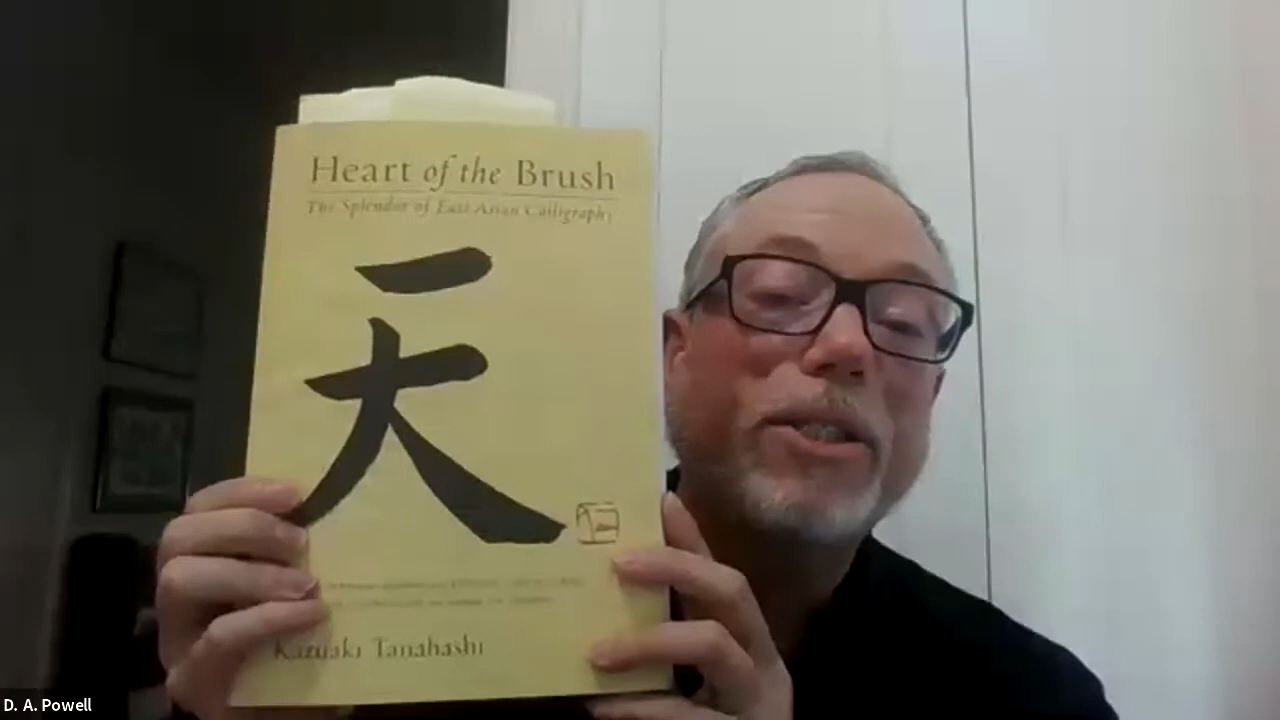 Heart of the Brush
The Splendor of East Asian Calligraphy
天
Kazuaki Tanahashi
D. A. Powell